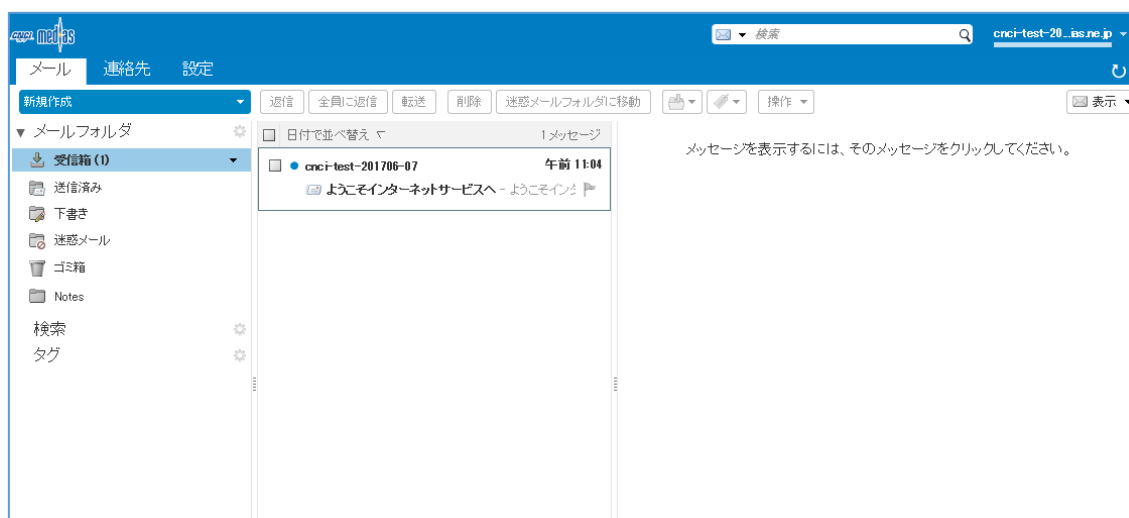 CNCI medias
検索
cnci-test-20...ias.ne.jp
メール 連絡先 設定
新規作成
返信 全員に返信 転送 削除 迷惑メールフォルダに移動 操作 表示
メールフォルダ
受信箱 (1)
送信済み
下書き
迷惑メール
ゴミ箱
Notes
検索
タグ
日付で並べ替え 1 メッセージ
cnci-test-201706-07 午前 11:04
ようこそインターネットサービスへ - ようこそイン
メッセージを表示するには、そのメッセージをクリックしてください。